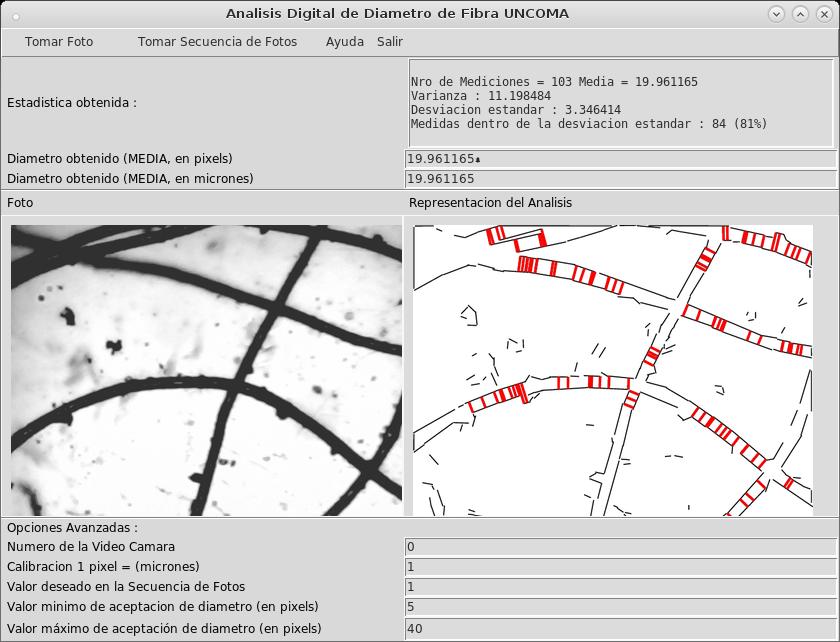 Analisis Digital de Diametro de Fibra UNCOMA
Tomar Foto Tomar Secuencia de Fotos Ayuda Salir
Estadistica obtenida :
Nro de Mediciones = 103 Media = 19.961165
Varianza : 11.198484
Desviacion estandar : 3.346414
Medidas dentro de la desviacion estandar : 84 (81%)
Diametro obtenido (MEDIA, en pixels) 19.961165
Diametro obtenido (MEDIA, en micrones) 19.961165
Foto Representacion del Analisis
Opciones Avanzadas :
Numero de la Video Camara 0
Calibracion 1 pixel = (micrones) 1
Valor deseado en la Secuencia de Fotos 1
Valor minimo de aceptacion de diametro (en pixels) 5
Valor máximo de aceptación de diametro (en pixels) 40